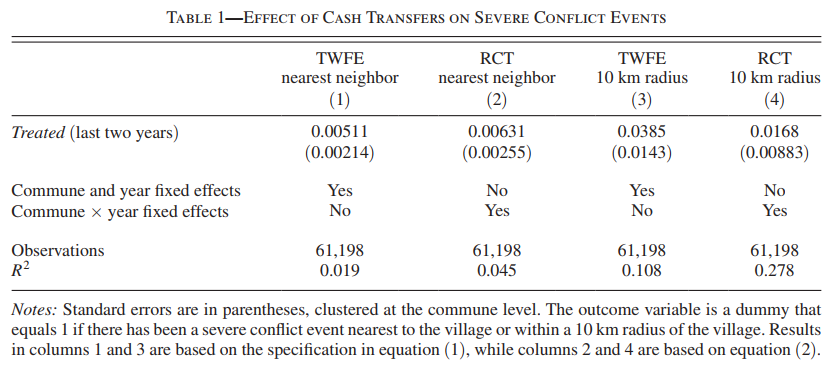 TABLE 1—EFFECT OF CASH TRANSFERS ON SEVERE CONFLICT EVENTS
TWFE RCT TWFE RCT
nearest neighbor nearest neighbor 10 km radius 10 km radius
(1) (2) (3) (4)
Treated (last two years) 0.00511 0.00631 0.0385 0.0168
(0.00214) (0.00255) (0.0143) (0.00883)
Commune and year fixed effects Yes No Yes No
Commune × year fixed effects No Yes No Yes
Observations 61,198 61,198 61,198 61,198
R² 0.019 0.045 0.108 0.278
Notes: Standard errors are in parentheses, clustered at the commune level. The outcome variable is a dummy that
equals 1 if there has been a severe conflict event nearest to the village or within a 10 km radius of the village. Results
in columns 1 and 3 are based on the specification in equation (1), while columns 2 and 4 are based on equation (2).